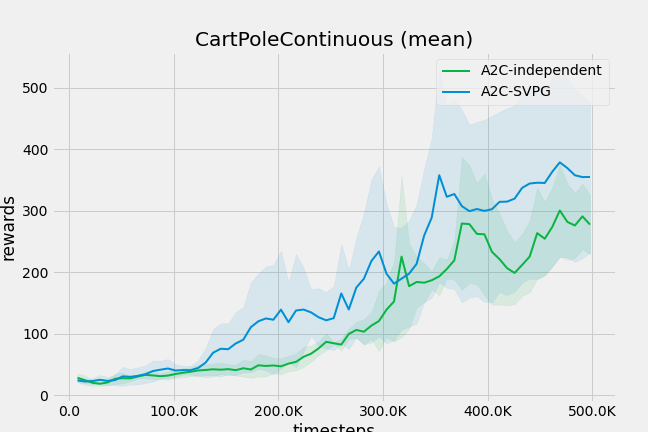 CartPoleContinuous (mean)
A2C-independent
A2C-SVPG
rewards
500
400
300
200
100
0
0.0 100.0K 200.0K 300.0K 400.0K 500.0K
timesteps